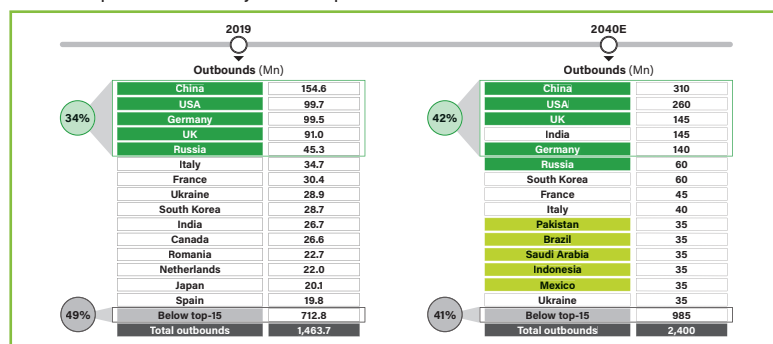 2019 2040E
Outbounds (Mn) Outbounds (Mn)
China 154.6 China 310
USA 99.7 USA 260
Germany 99.5 UK 145
34% UK 91.0 42% India 145
Russia 45.3 Germany 140
Italy 34.7 Russia 60
France 30.4 South Korea 60
Ukraine 28.9 France 45
South Korea 28.7 Italy 40
India 26.7 Pakistan 35
Canada 26.6 Brazil 35
Romania 22.7 Saudi Arabia 35
Netherlands 22.0 Indonesia 35
Japan 20.1 Mexico 35
Spain 19.8 Ukraine 35
49% Below top-15 712.8 41% Below top-15 985
Total outbounds 1,463.7 Total outbounds 2,400